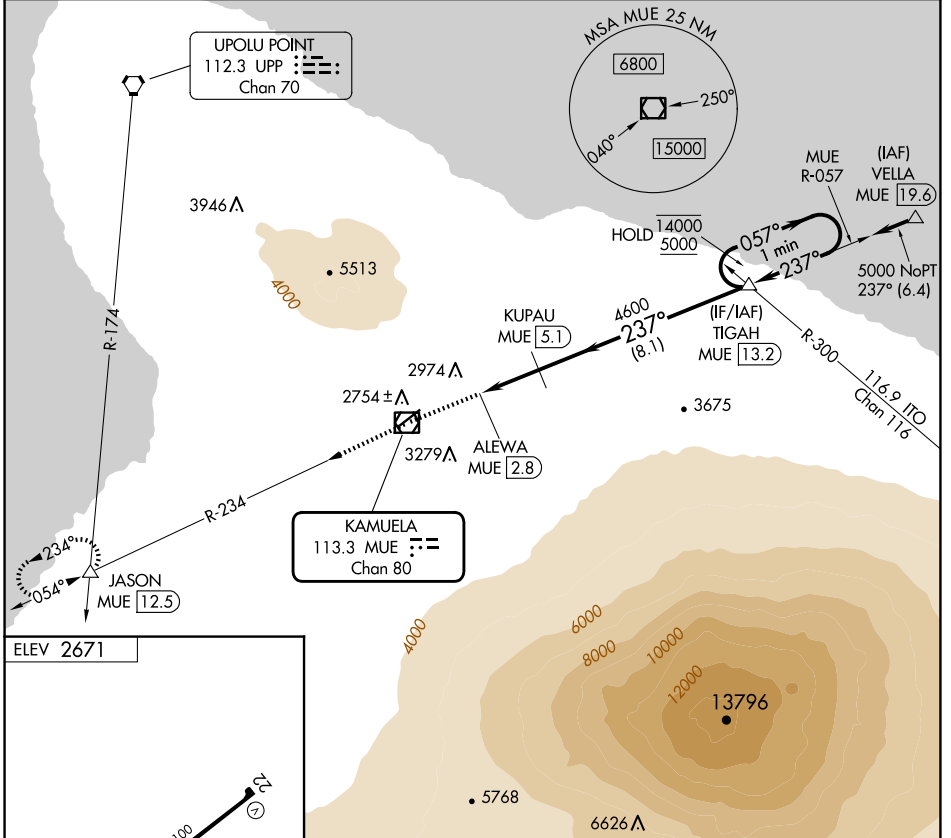 UPOLU POINT
112.3 UPP
Chan 70
MSA MUE 25 NM
6800
250°
040°
15000
MUE
R-057
(IAF)
VELLA
MUE 19.6
3946
5513
4000
HOLD
14000
5000
057°
1 min
237°
5000 NoPT
237° (6.4)
R-174
KUPAU
MUE 5.1
4600
237°
(8.1)
(IF/IAF)
TIGAH
MUE 13.2
R-300
116.9 ITO
Chan 116
2974
2754 ±
3675
3279
ALEWA
MUE 2.8
R-234
KAMUELA
113.3 MUE
Chan 80
234°
054°
JASON
MUE 12.5
4000
6000
8000
10000
12000
13796
ELEV 2671
22
V
100
5768
6626